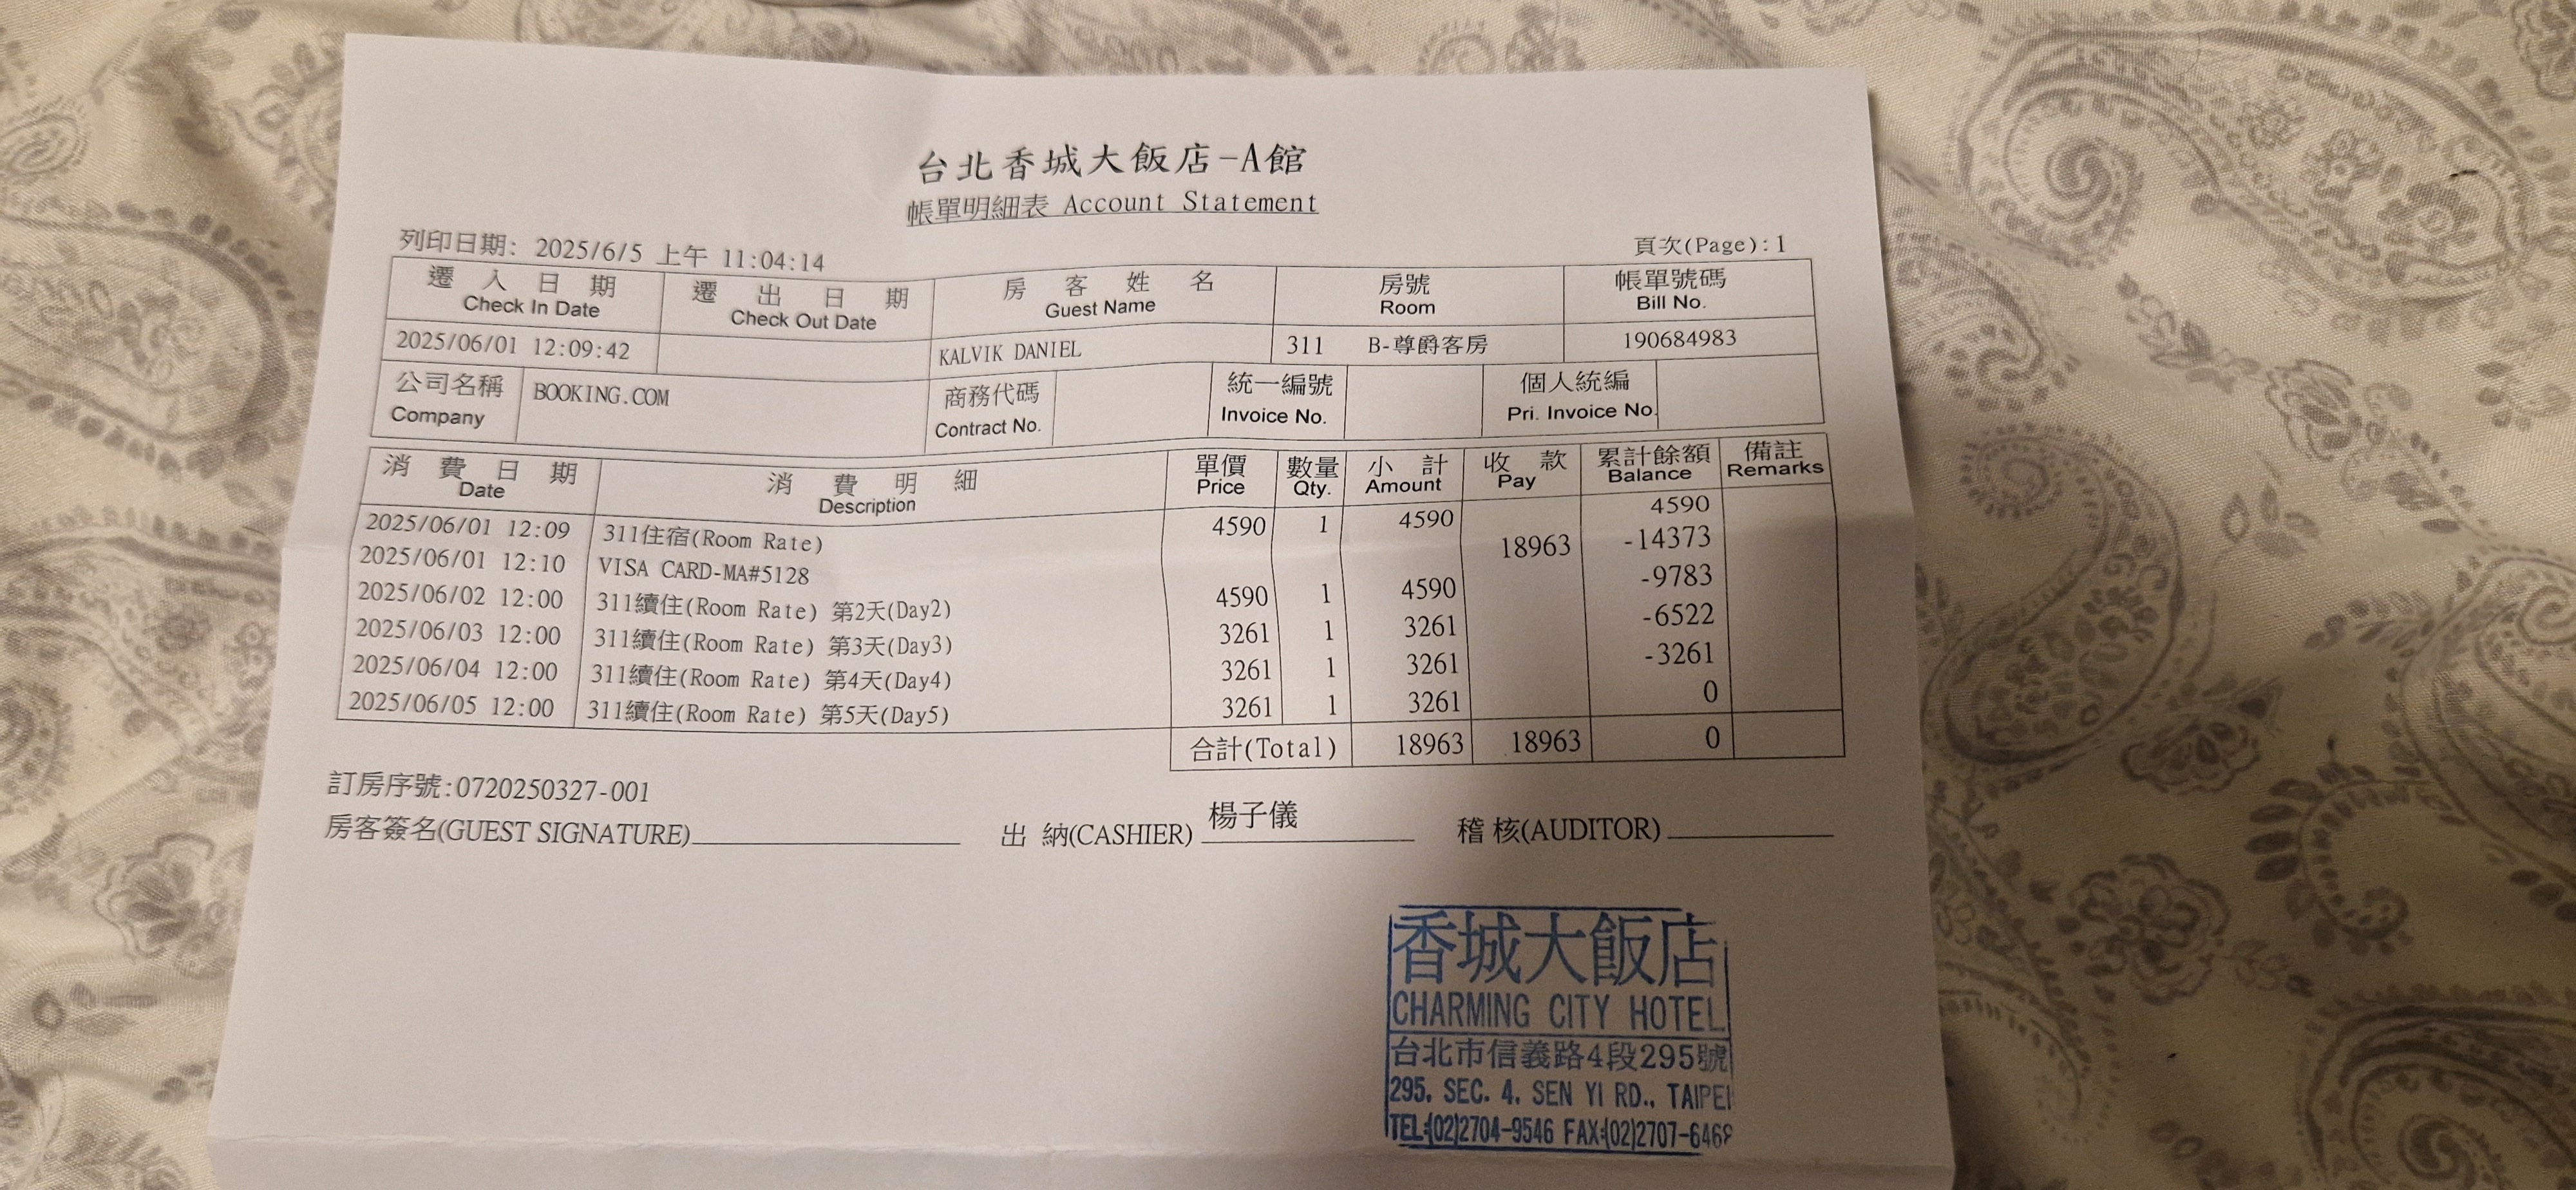 台北香城大飯店-A館
帳單明細表 Account Statement
列印日期: 2025/6/5 上午 11:04:14
頁次(Page):1
遷入日期 遷出日期 房客姓名 房號 帳單號碼
Check In Date Check Out Date Guest Name Room Bill No.
2025/06/01 12:09:42 KALVIK DANIEL 311 B-尊爵客房 190684983
公司名稱 BOOKING.COM 商務代碼 統一編號 個人統編
Company Contract No. Invoice No. Pri. Invoice No.
消費日期 消費明細 單價 數量 小計 收款 累計餘額 備註
Date Description Price Qty. Amount Pay Balance Remarks
2025/06/01 12:09 311住宿(Room Rate) 4590 1 4590 4590
2025/06/01 12:10 VISA CARD-MA#5128 18963 -14373
2025/06/02 12:00 311續住(Room Rate) 第2天(Day2) 4590 1 4590 -9783
2025/06/03 12:00 311續住(Room Rate) 第3天(Day3) 3261 1 3261 -6522
2025/06/04 12:00 311續住(Room Rate) 第4天(Day4) 3261 1 3261 -3261
2025/06/05 12:00 311續住(Room Rate) 第5天(Day5) 3261 1 3261 0
合計(Total) 18963 18963 0
訂房序號:0720250327-001
房客簽名(GUEST SIGNATURE) 出納(CASHIER) 楊子儀 稽核(AUDITOR)
香城大飯店
CHARMING CITY HOTEL
台北市信義路4段295號
295. SEC. 4. SEN YI RD., TAIPEI
TEL:(02)2704-9546 FAX:(02)2707-6468